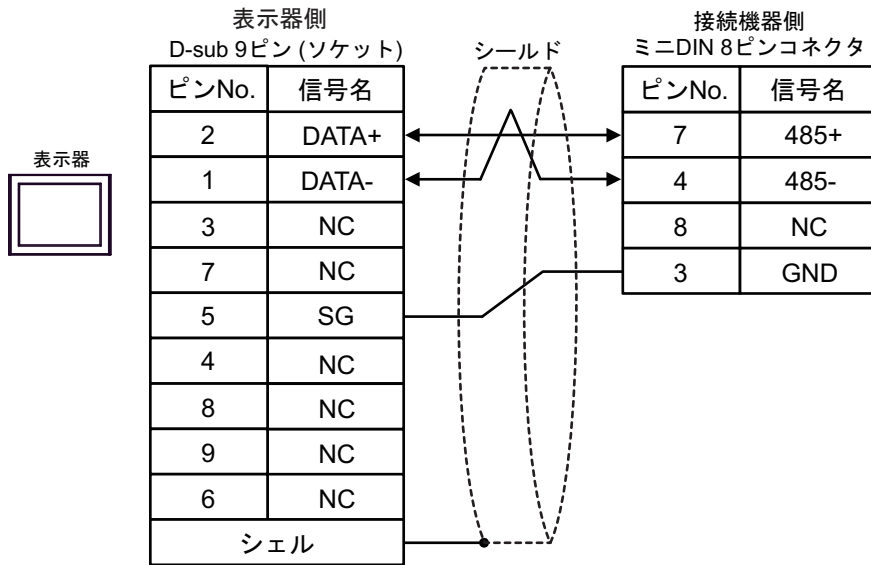 表示器側
D-sub 9ピン (ソケット)
シールド
接続機器側
ミニDIN 8ピンコネクタ
表示器
ピンNo. 信号名
2 DATA+
1 DATA-
3 NC
7 NC
5 SG
4 NC
8 NC
9 NC
6 NC
シェル
ピンNo. 信号名
7 485+
4 485-
8 NC
3 GND